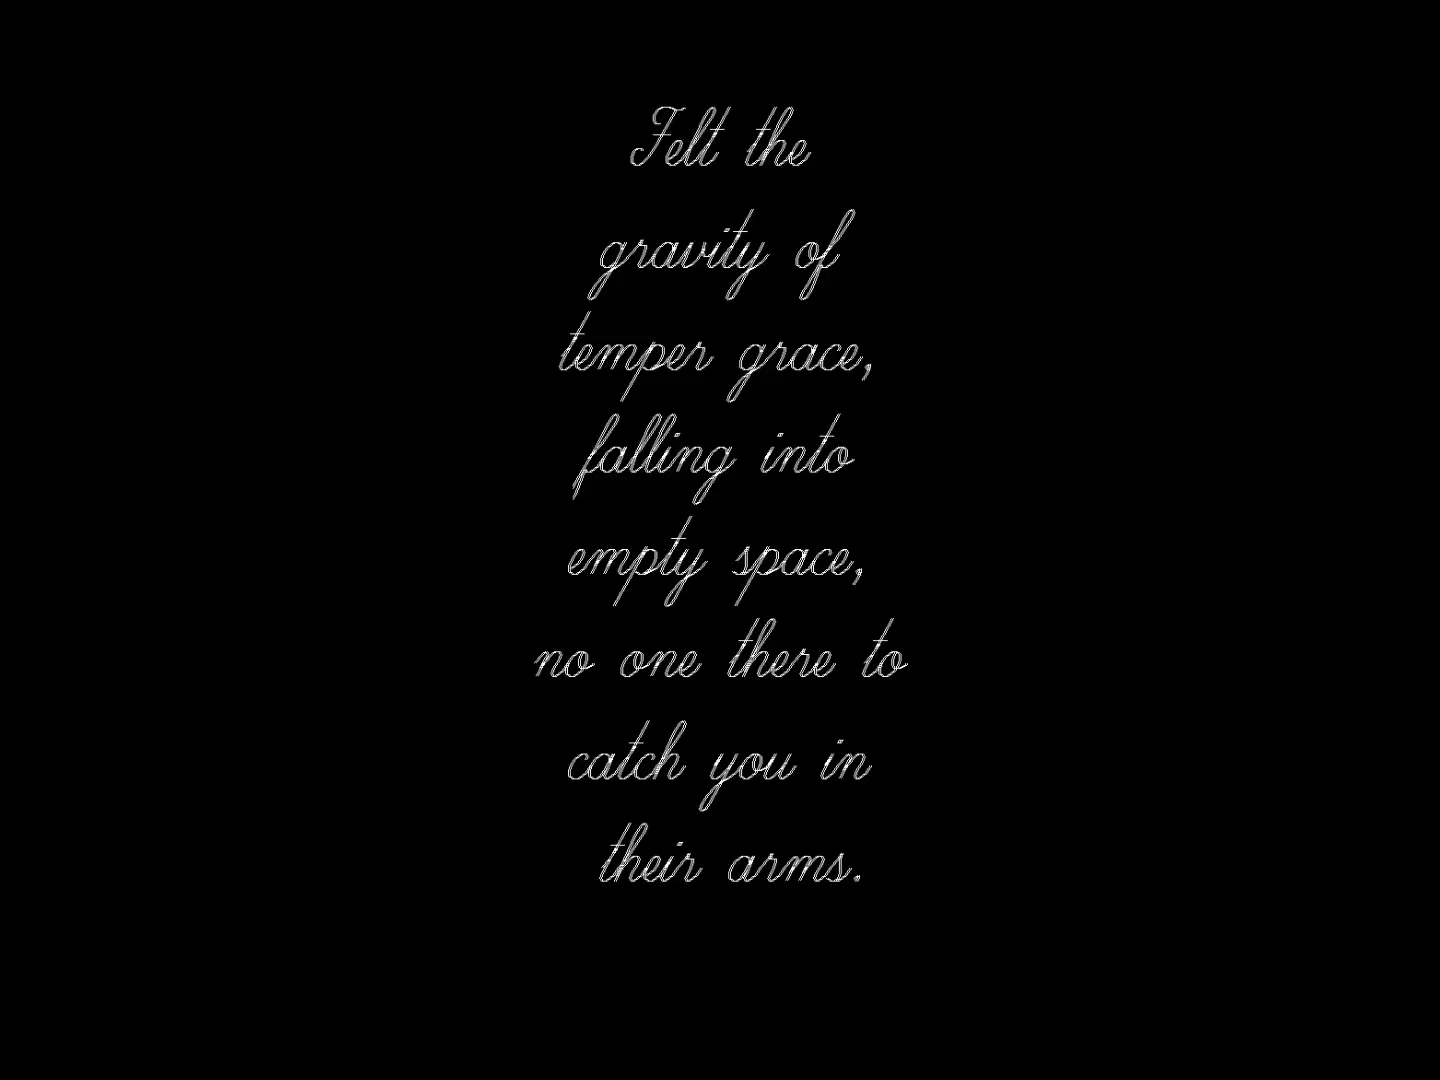 Felt the
gravity of
temper grace,
falling into
empty space,
no one there to
catch you in
their arms.